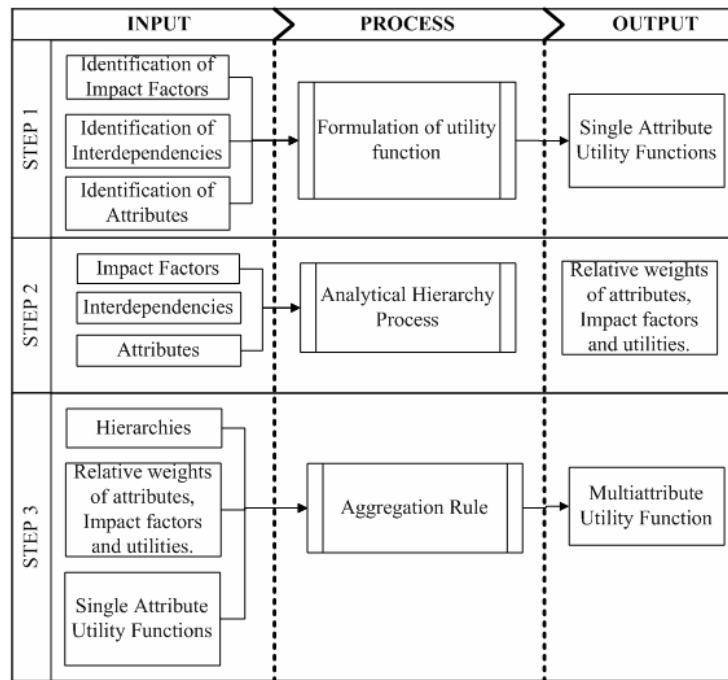 INPUT
PROCESS
OUTPUT
STEP 1
Identification of
Impact Factors
Identification of
Interdependencies
Identification of
Attributes
Formulation of utility
function
Single Attribute
Utility Functions
STEP 2
Impact Factors
Interdependencies
Attributes
Analytical Hierarchy
Process
Relative weights
of attributes,
Impact factors
and utilities.
STEP 3
Hierarchies
Relative weights
of attributes,
Impact factors
and utilities.
Single Attribute
Utility Functions
Aggregation Rule
Multiattribute
Utility Function